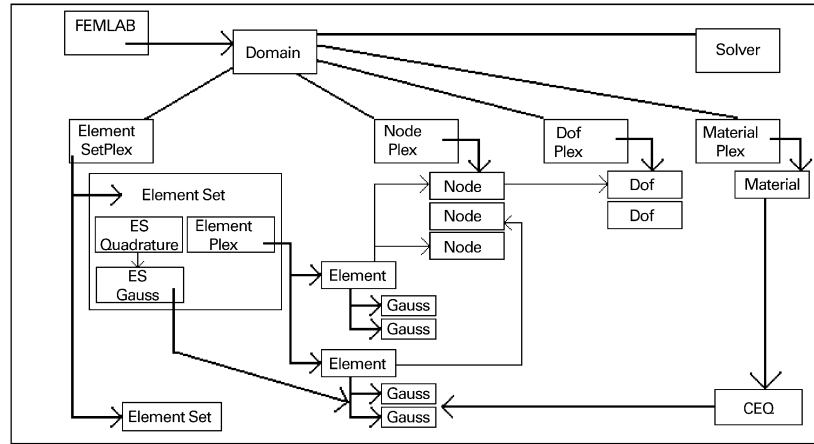 FEMLAB
Domain
Solver
Element
SetPlex
Node
Plex
Dof
Plex
Material
Plex
Element Set
ES
Quadrature
Element
Plex
ES
Gauss
Node
Node
Node
Dof
Dof
Material
Element
Gauss
Gauss
Element
Gauss
Gauss
CEQ
Element Set